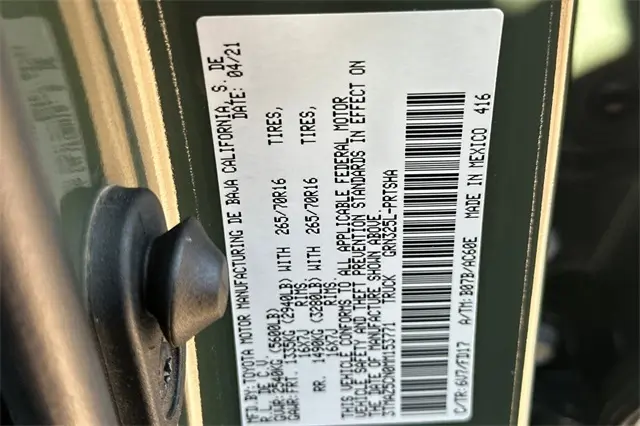 MFD.BY:TOYOTA MOTOR MANUFACTURING DE BAJA CALIFORNIA, S. DE
R.L. DE C.V. DATE: 04/21
GVWR: 2540KG (5600LB)
GAWR: FRT. 1335KG (2940LB) WITH 265/70R16 TIRES,
16X7J RIMS,
RR. 1490KG (3280LB) WITH 265/70R16 TIRES,
16X7J RIMS.
THIS VEHICLE CONFORMS TO ALL APPLICABLE FEDERAL MOTOR
VEHICLE SAFETY AND THEFT PREVENTION STANDARDS IN EFFECT ON
THE DATE OF MANUFACTURE SHOWN ABOVE.
TRUCK GRN325L-PRTSHA
C/TR: 6V7/FD17 A/TM: B07B/AC60E MADE IN MEXICO 416